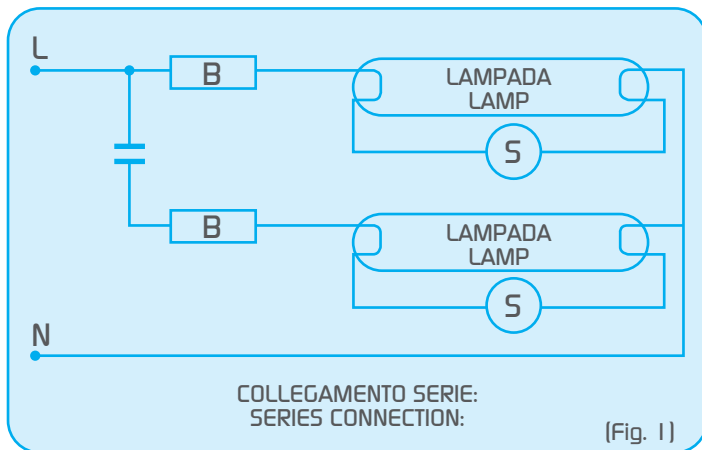 L
B
LAMPADA
LAMP
S
B
LAMPADA
LAMP
S
N
COLLEGAMENTO SERIE:
SERIES CONNECTION:
(Fig. 1)